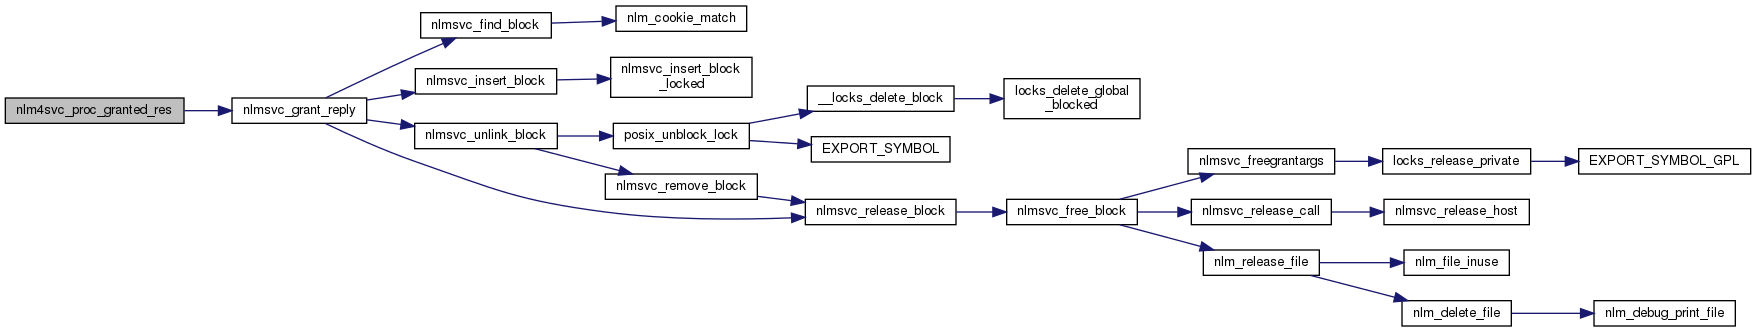 nlm4svc_proc_granted_res
nlmsvc_grant_reply
nlmsvc_find_block
nlm_cookie_match
nlmsvc_insert_block
nlmsvc_insert_block
_locked
nlmsvc_unlink_block
posix_unblock_lock
__locks_delete_block
locks_delete_global
_blocked
EXPORT_SYMBOL
nlmsvc_remove_block
nlmsvc_release_block
nlmsvc_free_block
nlmsvc_freegrantargs
locks_release_private
EXPORT_SYMBOL_GPL
nlmsvc_release_call
nlmsvc_release_host
nlm_release_file
nlm_file_inuse
nlm_delete_file
nlm_debug_print_file